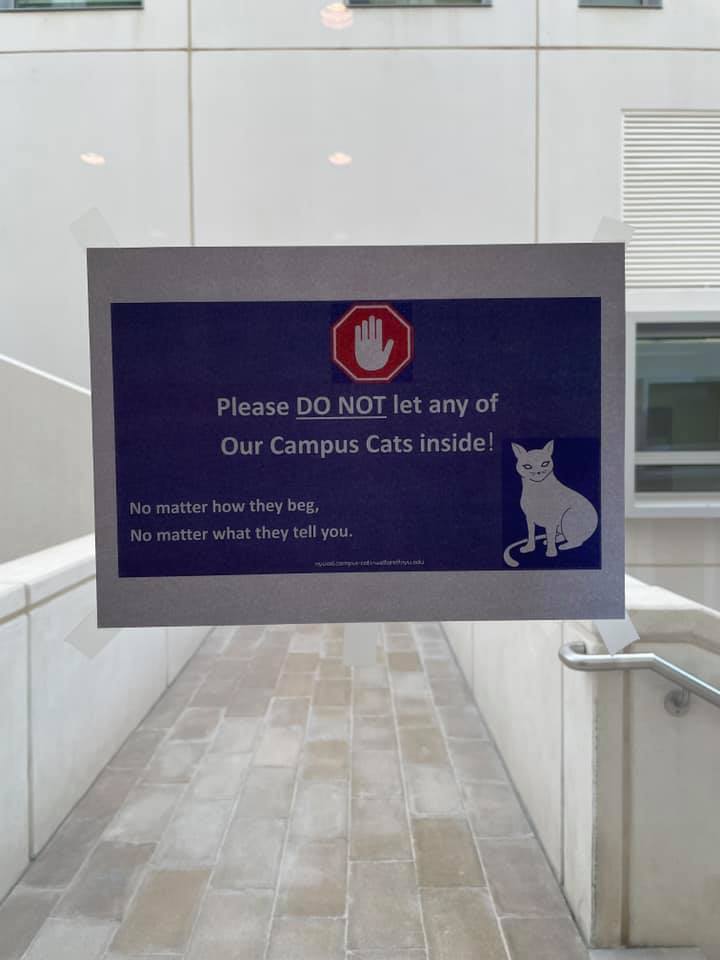 Please DO NOT let any of
Our Campus Cats inside!
No matter how they beg,
No matter what they tell you.